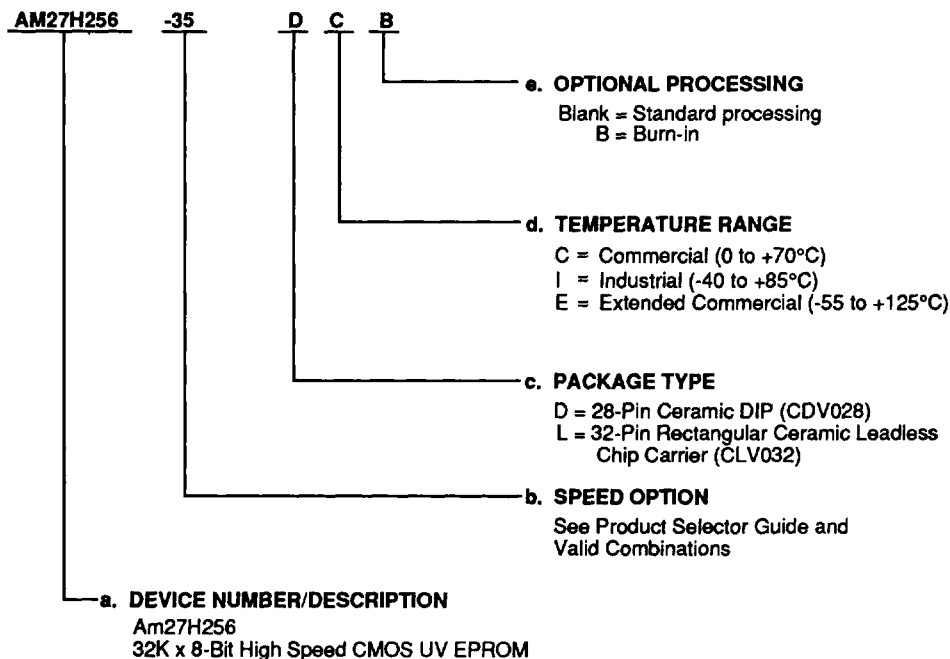 AM27H256 -35 D C B
e. OPTIONAL PROCESSING
Blank = Standard processing
B = Burn-in
d. TEMPERATURE RANGE
C = Commercial (0 to +70°C)
I = Industrial (-40 to +85°C)
E = Extended Commercial (-55 to +125°C)
c. PACKAGE TYPE
D = 28-Pin Ceramic DIP (CDV028)
L = 32-Pin Rectangular Ceramic Leadless
Chip Carrier (CLV032)
b. SPEED OPTION
See Product Selector Guide and
Valid Combinations
a. DEVICE NUMBER/DESCRIPTION
Am27H256
32K x 8-Bit High Speed CMOS UV EPROM